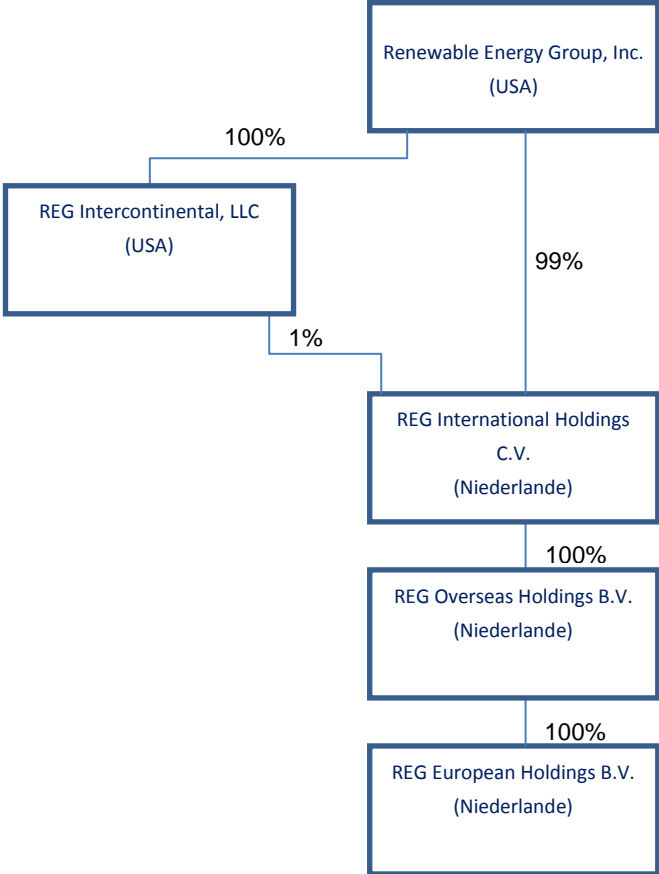 Renewable Energy Group, Inc.
(USA)
100%
REG Intercontinental, LLC
(USA)
99%
1%
REG International Holdings
C.V.
(Niederlande)
100%
REG Overseas Holdings B.V.
(Niederlande)
100%
REG European Holdings B.V.
(Niederlande)